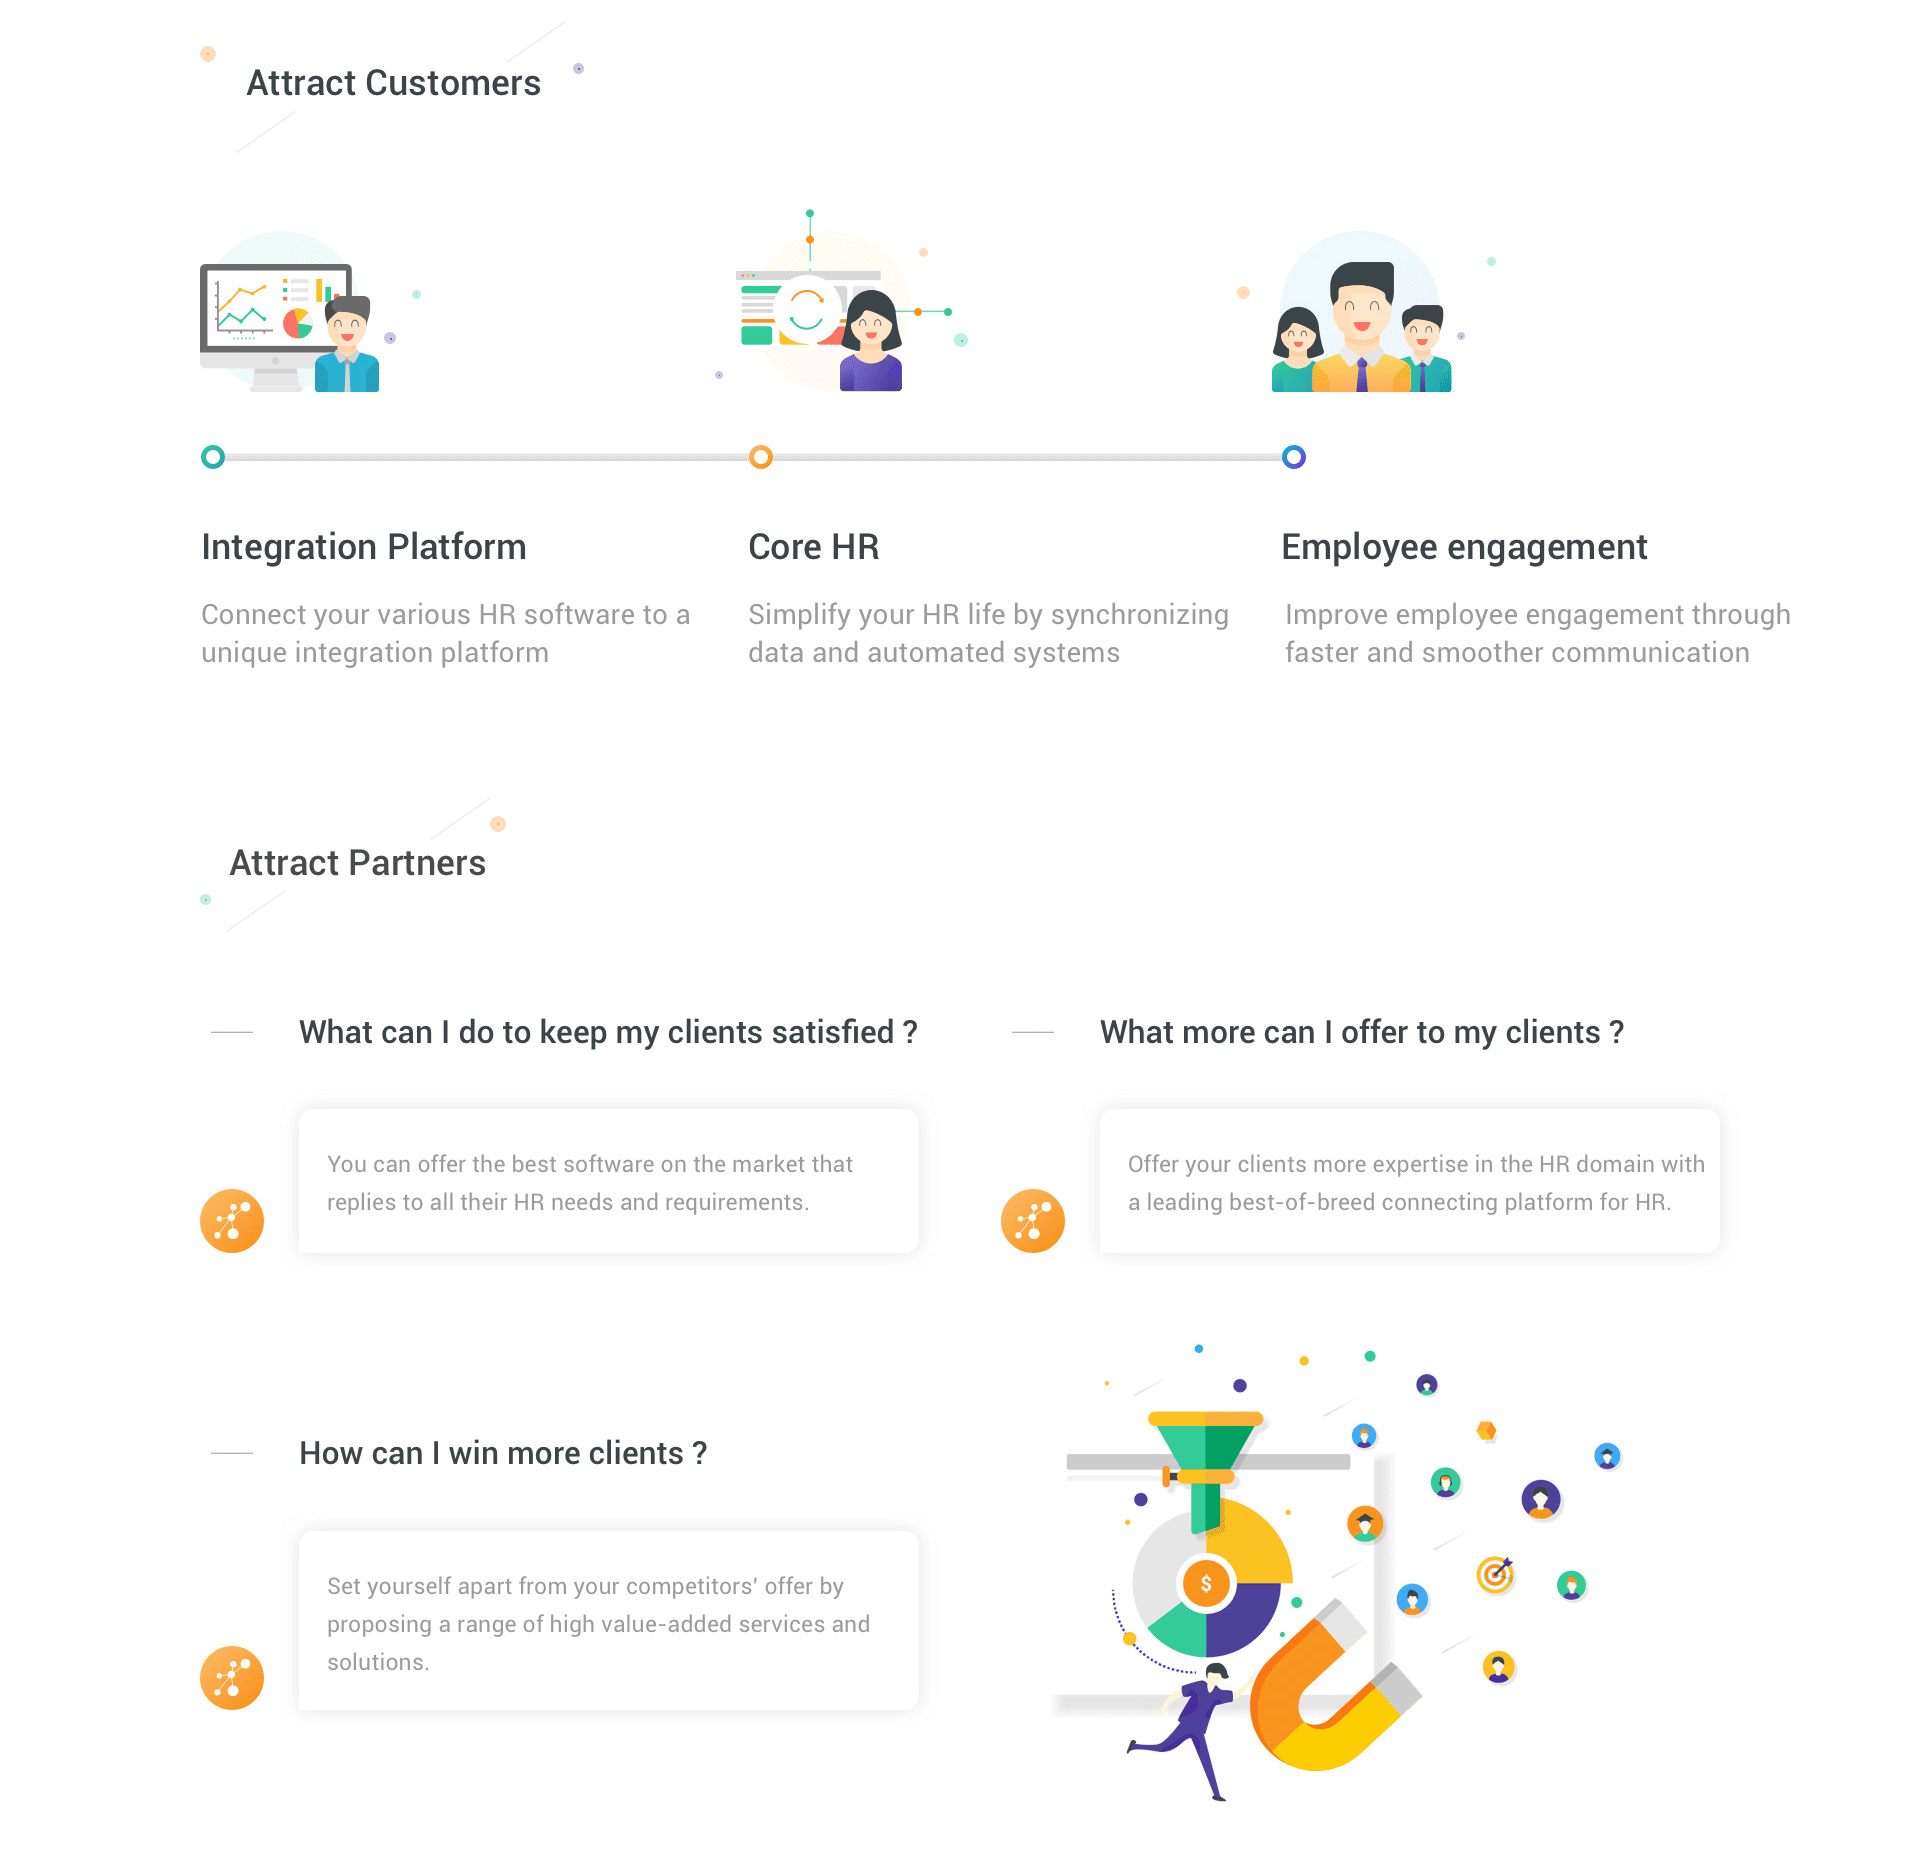 Attract Customers
Integration Platform
Connect your various HR software to a
unique integration platform
Core HR
Simplify your HR life by synchronizing
data and automated systems
Employee engagement
Improve employee engagement through
faster and smoother communication
Attract Partners
What can I do to keep my clients satisfied ?
You can offer the best software on the market that
replies to all their HR needs and requirements.
What more can I offer to my clients ?
Offer your clients more expertise in the HR domain with
a leading best-of-breed connecting platform for HR.
How can I win more clients ?
Set yourself apart from your competitors' offer by
proposing a range of high value-added services and
solutions.
$